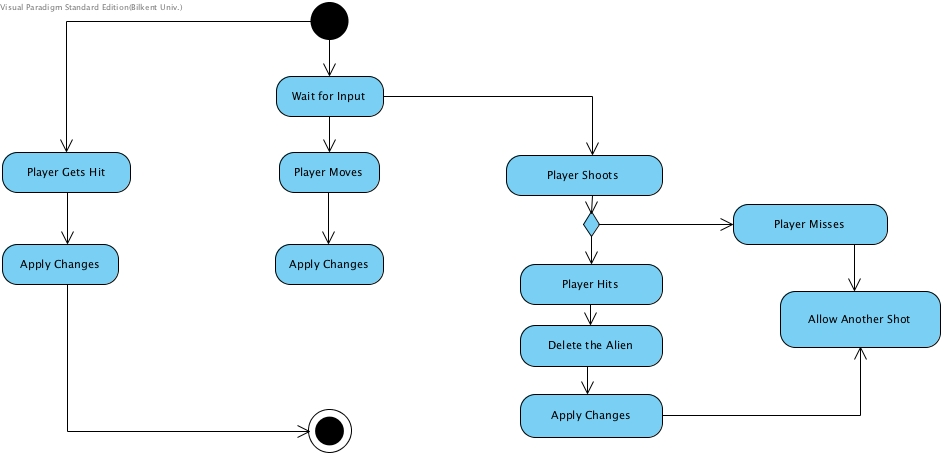 Visual Paradigm Standard Edition(Bilkent Univ.)
Wait for Input
Player Gets Hit
Player Moves
Player Shoots
Player Misses
Apply Changes
Apply Changes
Player Hits
Allow Another Shot
Delete the Alien
Apply Changes